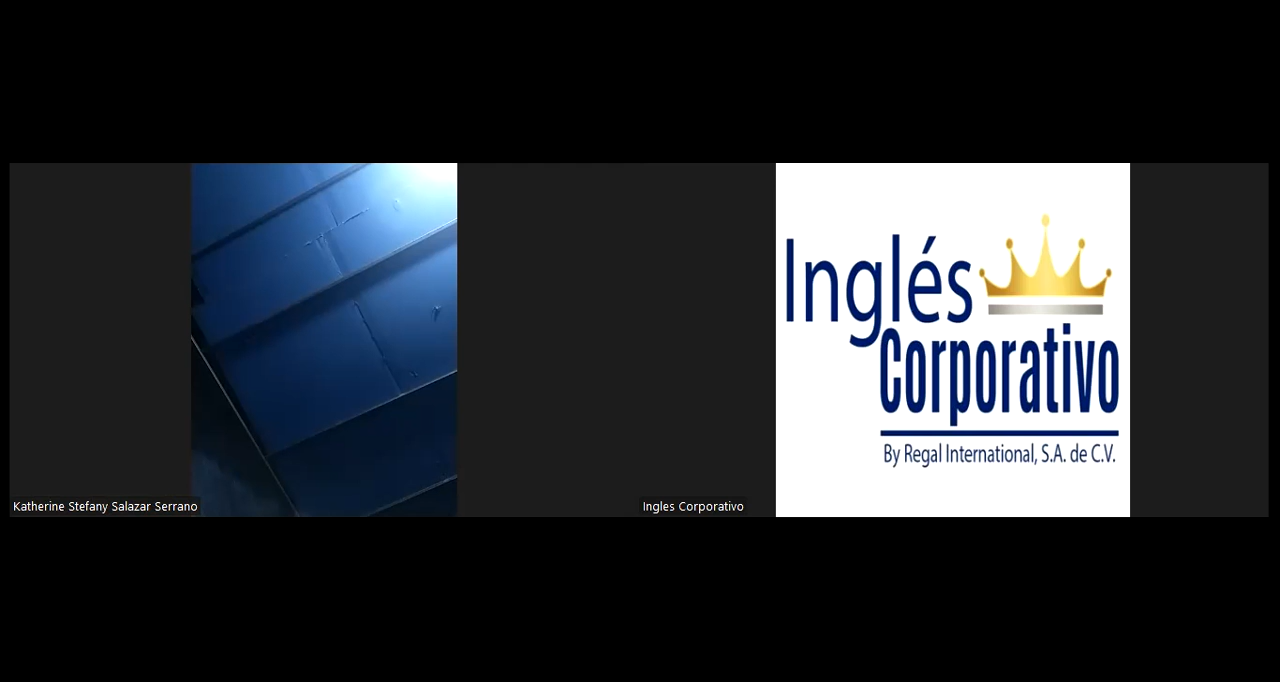 Inglés
Corporativo
By Regal International, S.A. de C.V.
Katherine Stefany Salazar Serrano
Ingles Corporativo